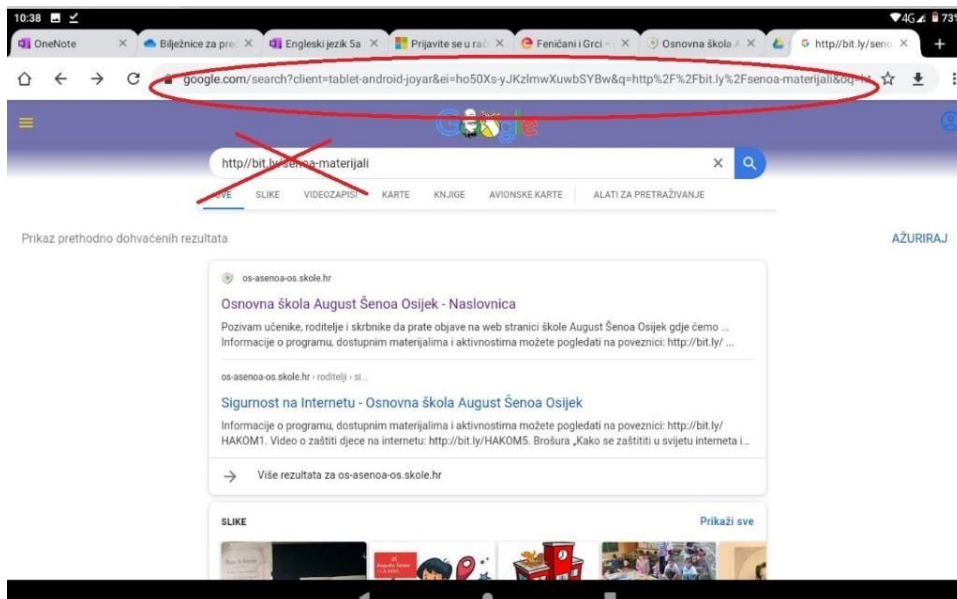 10:38 4G 73%
OneNote Bilježnice za pre Engleski jezik 5a Prijavite se u rač Feničani i Grci – Osnovna škola A http//bit.ly/seno
google.com/search?client=tablet-android-joyar&ei=ho50Xs-yJKzlmwXuwbSYBw&q=http%2F%2Fbit.ly%2Fsenoa-materijali&oq=ht
Google
http//bit.ly/senoa-materijali
SVE SLIKE VIDEOZAPISI KARTE KNJIGE AVIONSKE KARTE ALATI ZA PRETRAŽIVANJE
Prikaz prethodno dohvaćenih rezultata AŽURIRAJ
os-asenoa-os.skole.hr
Osnovna škola August Šenoa Osijek - Naslovnica
Pozivam učenike, roditelje i skrbnike da prate objave na web stranici škole August Šenoa Osijek gdje ćemo ...
Informacije o programu, dostupnim materijalima i aktivnostima možete pogledati na poveznici: http://bit.ly/ ...
os-asenoa-os.skole.hr › roditelji › si...
Sigurnost na Internetu - Osnovna škola August Šenoa Osijek
Informacije o programu, dostupnim materijalima i aktivnostima možete pogledati na poveznici: http://bit.ly/
HAKOM1. Video o zaštiti djece na internetu: http://bit.ly/HAKOM5. Brošura „Kako se zaštititi u svijetu interneta i...
Više rezultata za os-asenoa-os.skole.hr
SLIKE Prikaži sve